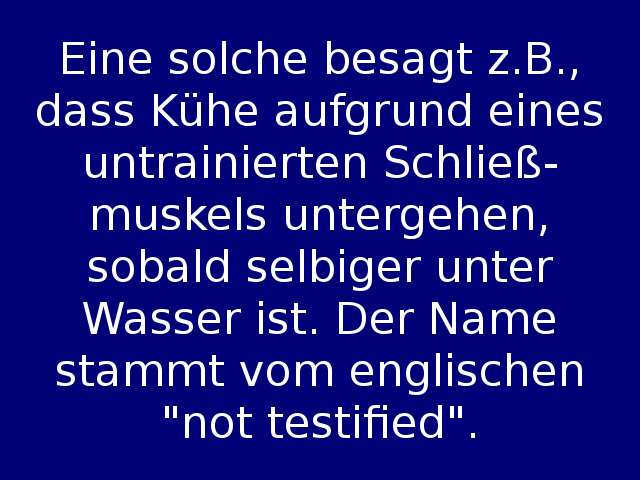 Eine solche besagt z.B.,
dass Kühe aufgrund eines
untrainierten Schließ-
muskels untergehen,
sobald selbiger unter
Wasser ist. Der Name
stammt vom englischen
"not testified".